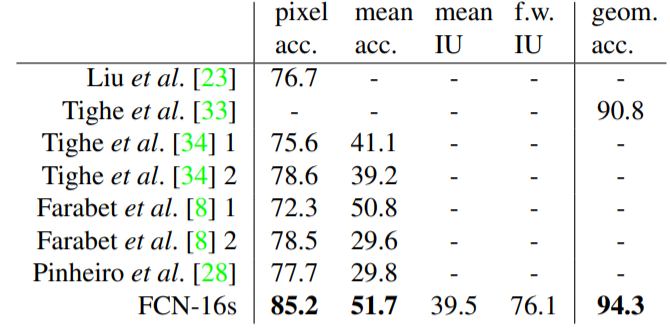 pixel mean mean f.w. geom.
acc. acc. IU IU acc.
Liu et al. [23] 76.7 - - - -
Tighe et al. [33] - - - - 90.8
Tighe et al. [34] 1 75.6 41.1 - - -
Tighe et al. [34] 2 78.6 39.2 - - -
Farabet et al. [8] 1 72.3 50.8 - - -
Farabet et al. [8] 2 78.5 29.6 - - -
Pinheiro et al. [28] 77.7 29.8 - - -
FCN-16s 85.2 51.7 39.5 76.1 94.3